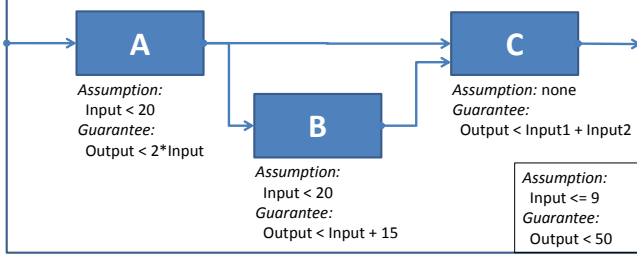 A
Assumption:
Input < 20
Guarantee:
Output < 2*Input
B
Assumption:
Input < 20
Guarantee:
Output < Input + 15
C
Assumption: none
Guarantee:
Output < Input1 + Input2
Assumption:
Input <= 9
Guarantee:
Output < 50